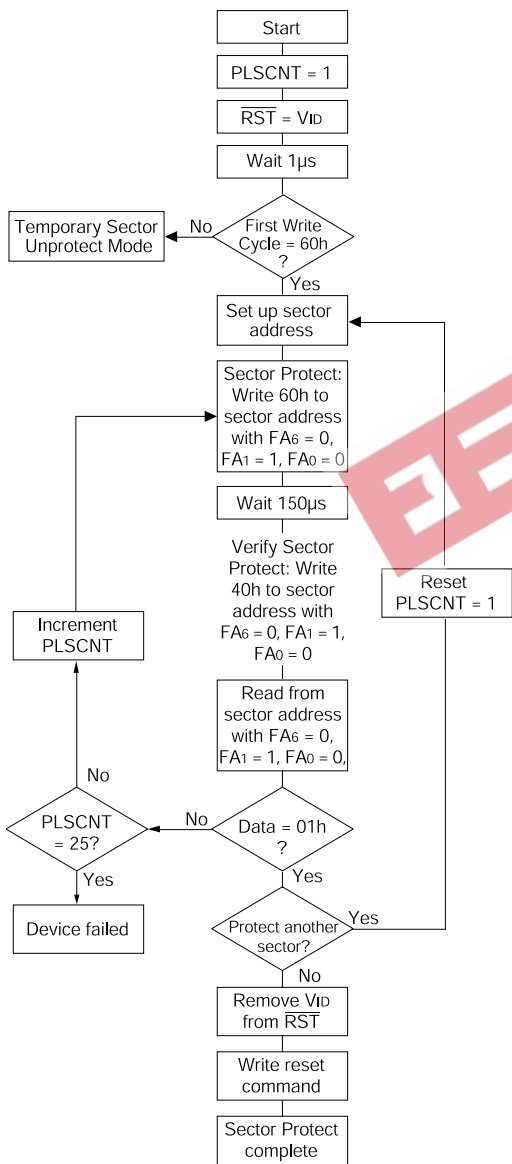 Start
PLSCNT = 1
RST = VID
Wait 1µs
First Write
Cycle = 60h
?
No
Temporary Sector
Unprotect Mode
Yes
Set up sector
address
Sector Protect:
Write 60h to
sector address
with FA6 = 0,
FA1 = 1, FA0 = 0
Wait 150µs
Verify Sector
Protect: Write
40h to sector
address with
FA6 = 0, FA1 = 1,
FA0 = 0
Reset
PLSCNT = 1
Increment
PLSCNT
Read from
sector address
with FA6 = 0,
FA1 = 1, FA0 = 0,
No
PLSCNT
= 25?
No
Data = 01h
?
Yes
Device failed
Yes
Protect another
sector?
Yes
No
Remove VID
from RST
Write reset
command
Sector Protect
complete